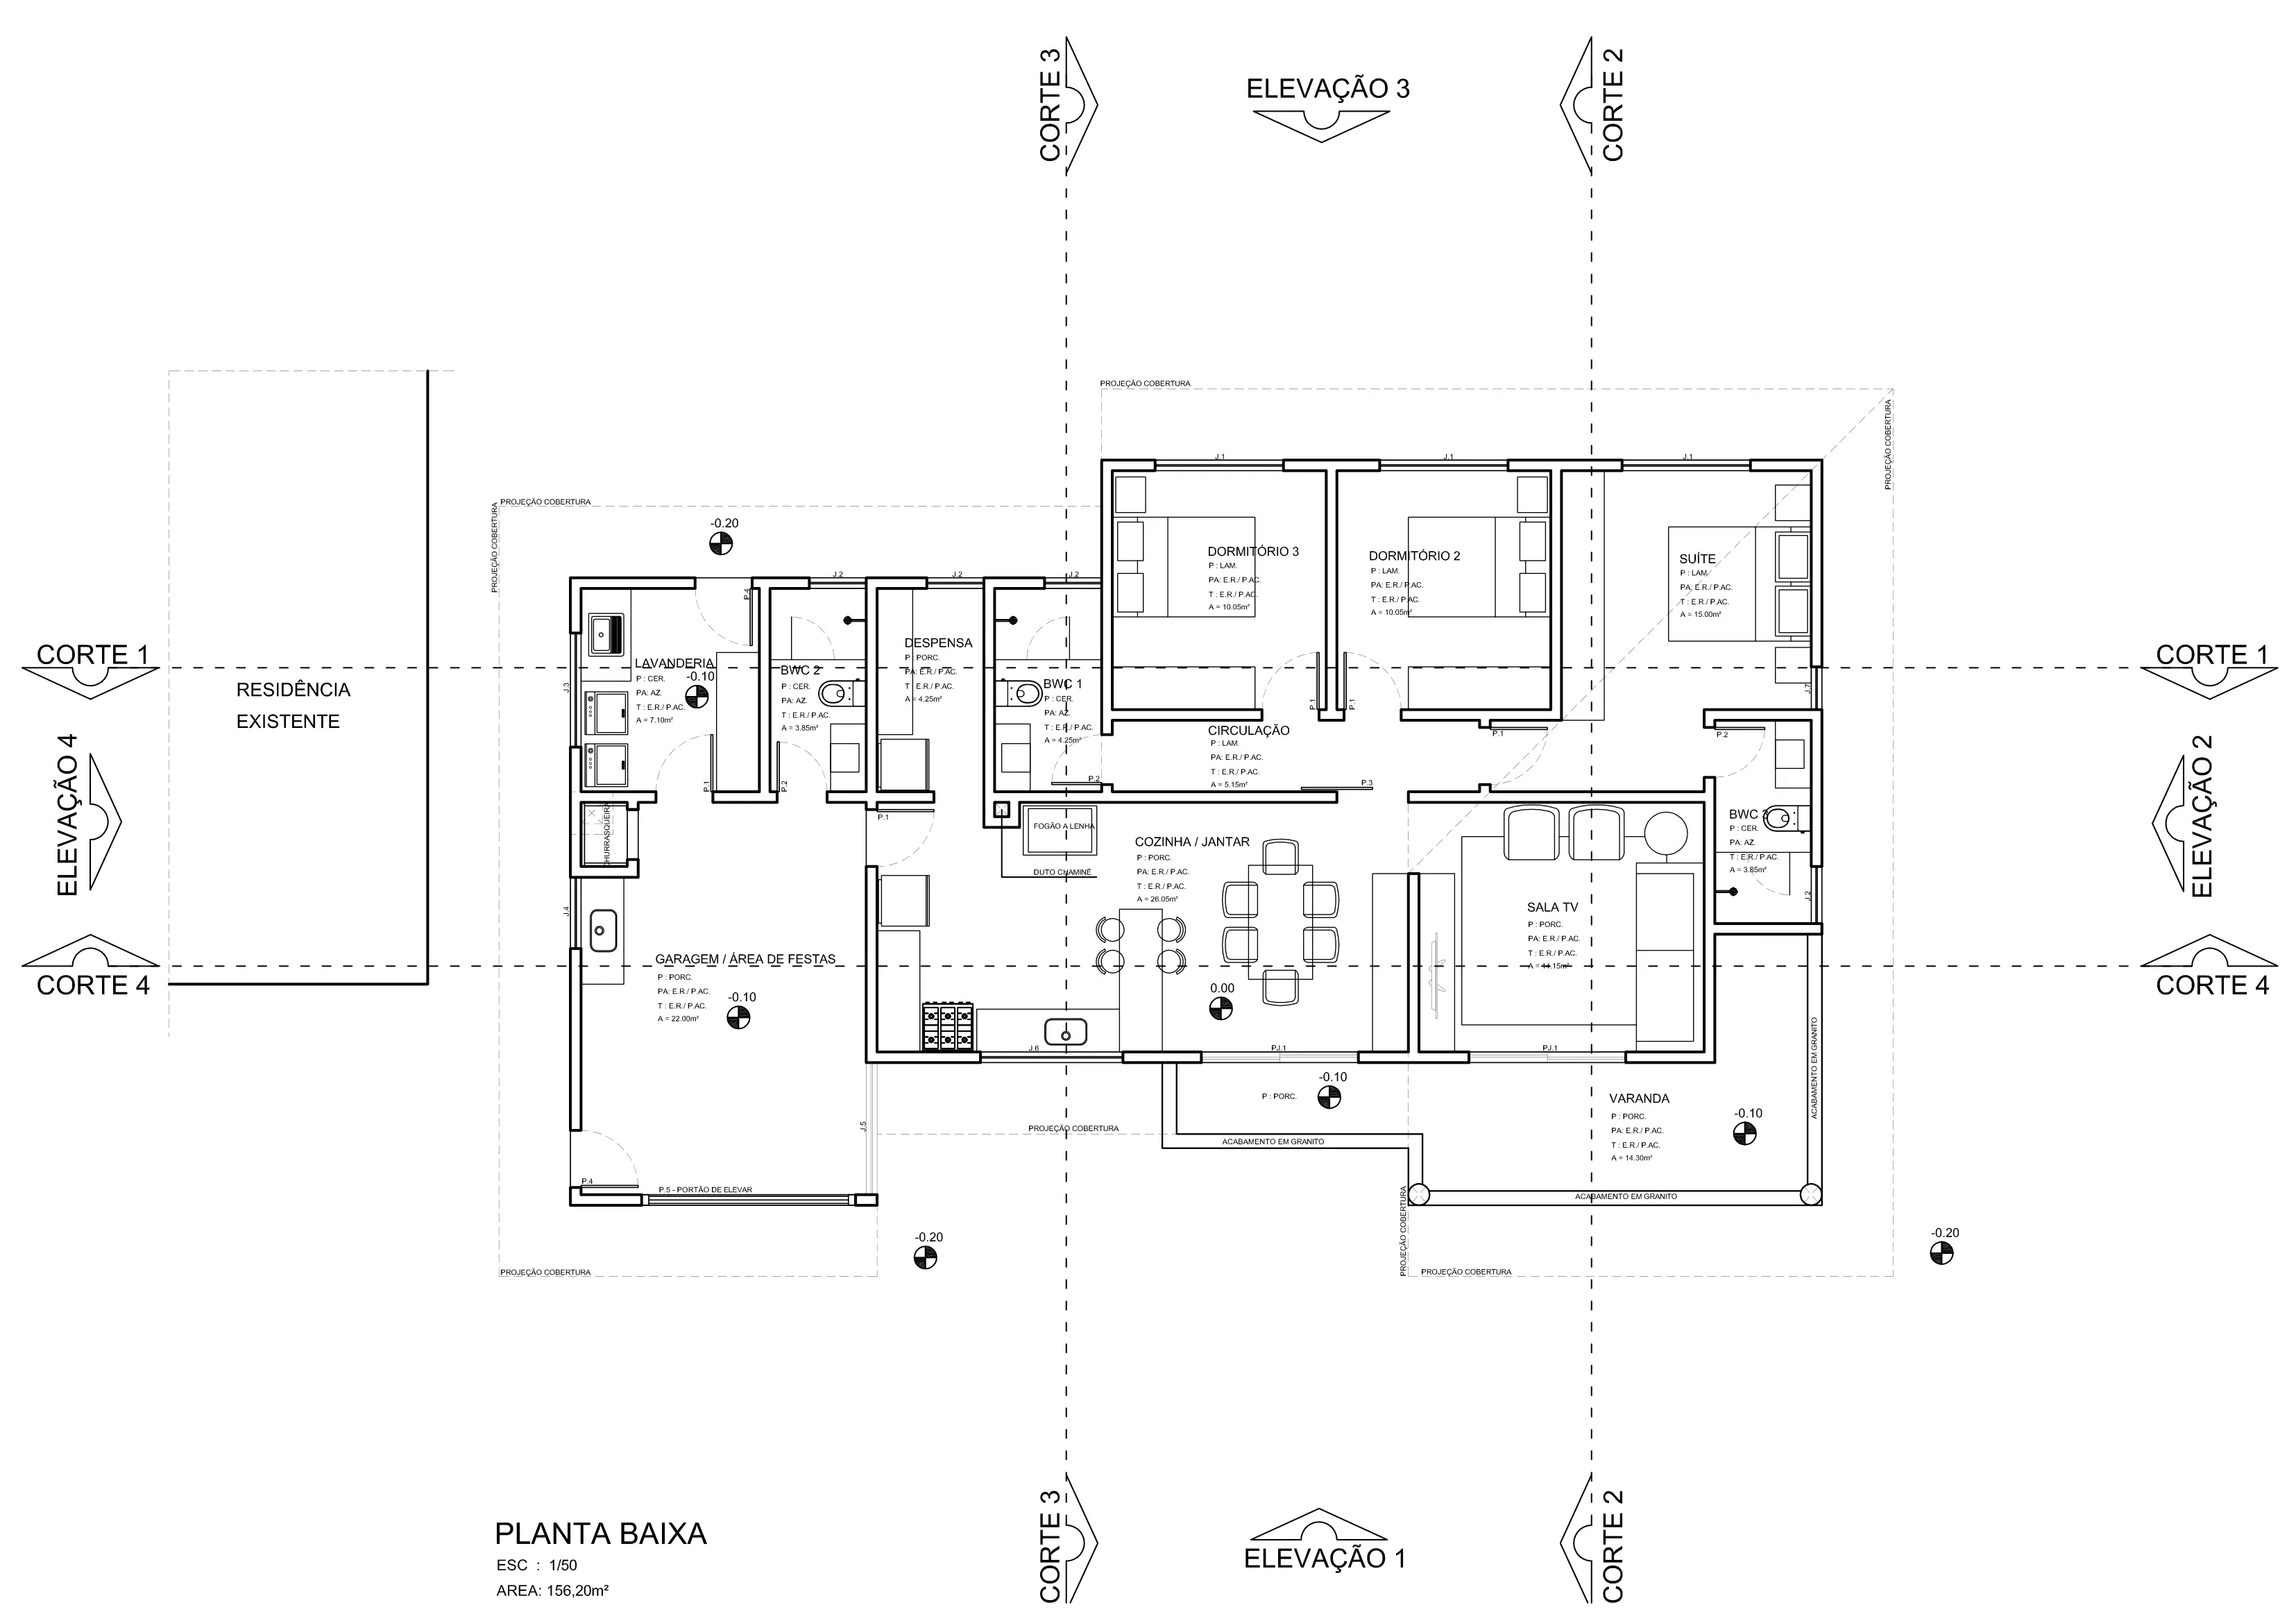 CORTE 3
ELEVAÇÃO 3
CORTE 2
PROJEÇÃO COBERTURA
PROJEÇÃO COBERTURA
J.1
J.1
J.1
PROJEÇÃO COBERTURA
PROJEÇÃO COBERTURA
-0.20
J.2
J.2
J.2
P.4
DORMITÓRIO 3
P : LAM.
PA: E.R./ P.AC.
T : E.R./ P.AC.
A = 10.05m²
DORMITÓRIO 2
P : LAM.
PA: E.R./ P.AC.
T : E.R./ P.AC.
A = 10.05m²
SUÍTE
P : LAM.
PA: E.R./ P.AC.
T : E.R./ P.AC.
A = 15.00m²
CORTE 1
CORTE 1
RESIDÊNCIA
EXISTENTE
J.3
LAVANDERIA
-0.10
P : CER.
PA: AZ.
T : E.R./ P.AC.
A = 7.10m²
P.1
BWC 2
P : CER.
PA: AZ.
T : E.R./ P.AC.
A = 3.85m²
P.2
DESPENSA
P : PORC.
PA: E.R./ P.AC.
T : E.R./ P.AC.
A = 4.25m²
BWC 1
P : CER.
PA: AZ.
T : E.R./ P.AC.
A = 4.25m²
P.2
P.1
P.1
CIRCULAÇÃO
P : LAM.
PA: E.R./ P.AC.
T : E.R./ P.AC.
A = 5.15m²
P.3
P.1
P.2
J.7
ELEVAÇÃO 4
ELEVAÇÃO 2
CHURRASQUEIRA
P.1
FOGÃO A LENHA
DUTO CHAMINÉ
COZINHA / JANTAR
P : PORC.
PA: E.R./ P.AC.
T : E.R./ P.AC.
A = 26.05m²
BWC
P : CER.
PA: AZ.
T : E.R./ P.AC.
A = 3.85m²
J.2
J.4
SALA TV
P : PORC.
PA: E.R./ P.AC.
T : E.R./ P.AC.
A = 14.15m²
GARAGEM / ÁREA DE FESTAS
P : PORC.
PA: E.R./ P.AC.
T : E.R./ P.AC.
A = 22.00m²
-0.10
0.00
CORTE 4
CORTE 4
J.6
PJ.1
PJ.1
ACABAMENTO EM GRANITO
-0.10
P : PORC.
VARANDA
P : PORC.
PA: E.R./ P.AC.
T : E.R./ P.AC.
A = 14.30m²
-0.10
J.5
PROJEÇÃO COBERTURA
ACABAMENTO EM GRANITO
P.4
P.5 - PORTÃO DE ELEVAR
ACABAMENTO EM GRANITO
PROJEÇÃO COBERTURA
-0.20
-0.20
PROJEÇÃO COBERTURA
PROJEÇÃO COBERTURA
CORTE 3
ELEVAÇÃO 1
CORTE 2
PLANTA BAIXA
ESC : 1/50
AREA: 156,20m²